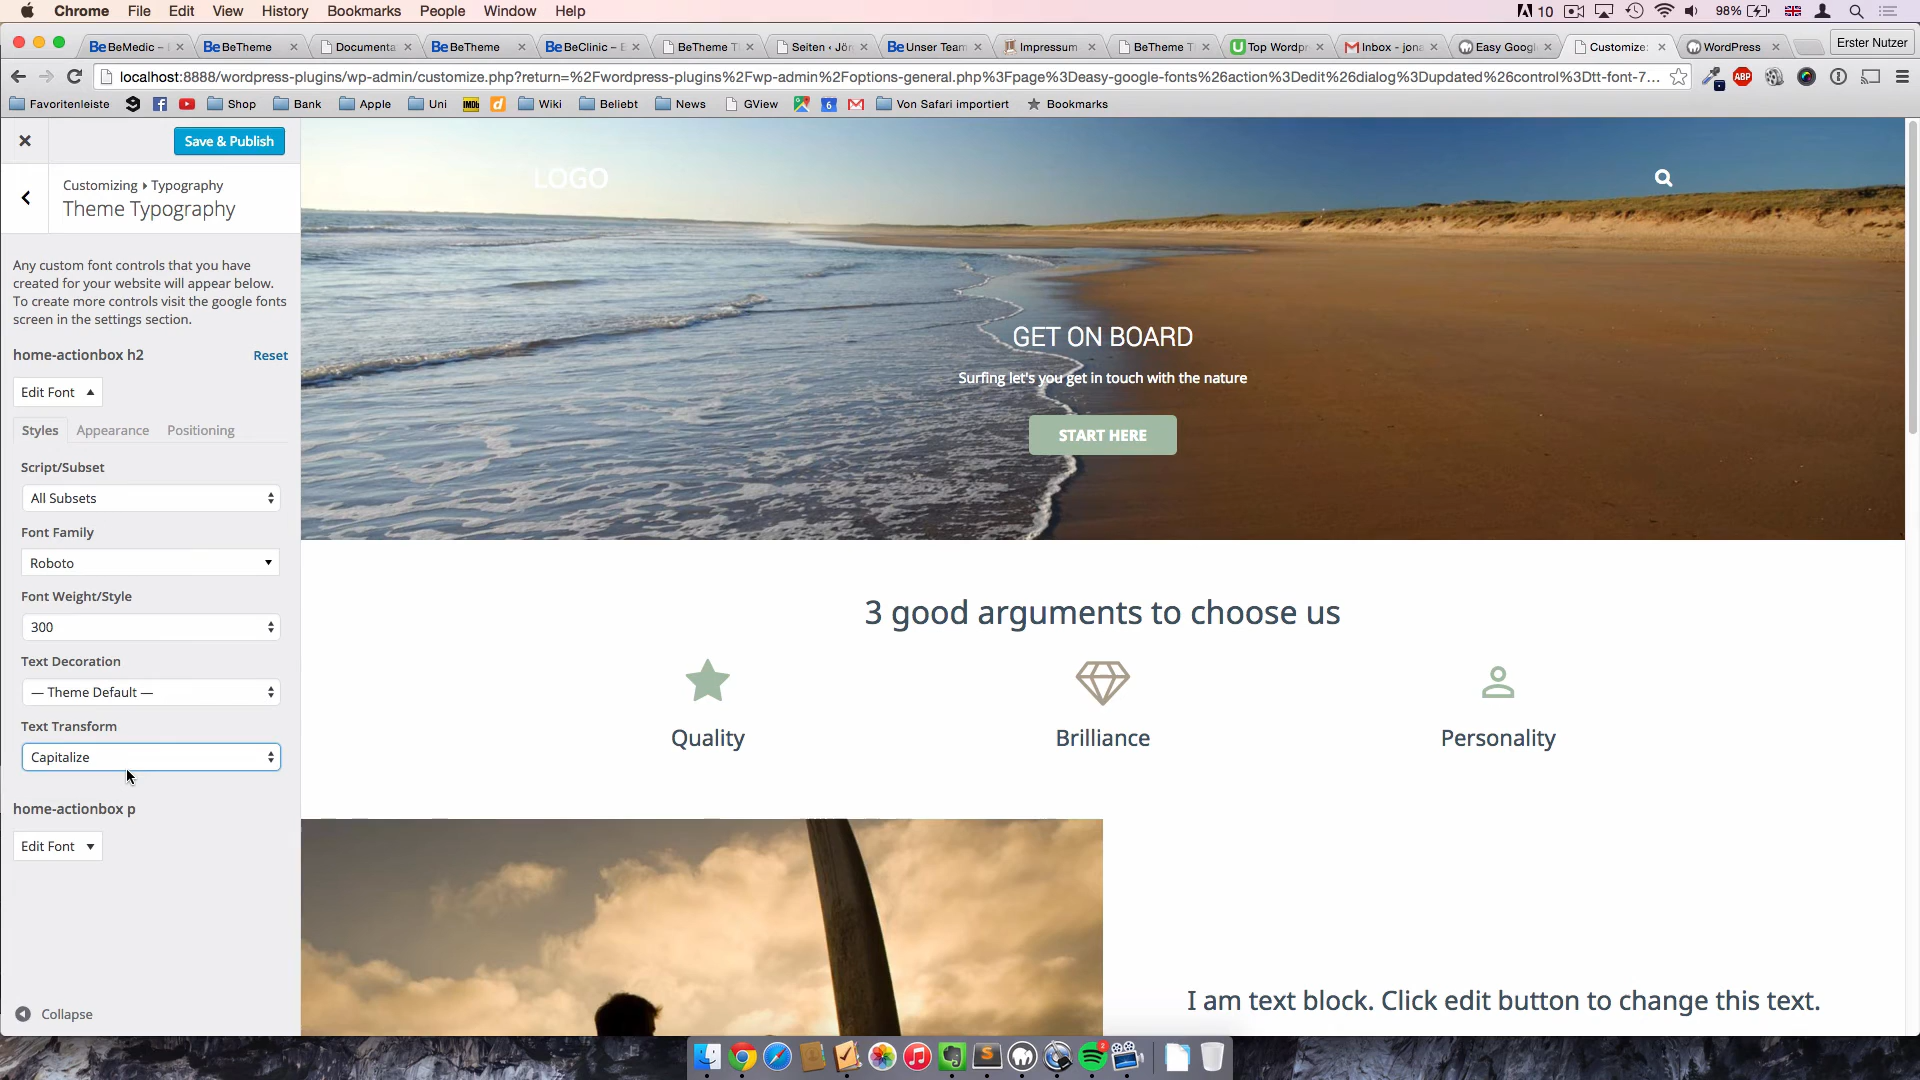 Chrome File Edit View History Bookmarks People Window Help
10 98%
BeMedic – BeTheme Documenta BeTheme BeClinic – E BeTheme T Seiten ‹ Jör Unser Team Impressum BeTheme T Top Wordpr Inbox - jona Easy Googl Customize: WordPress Erster Nutzer
localhost:8888/wordpress-plugins/wp-admin/customize.php?return=%2Fwordpress-plugins%2Fwp-admin%2Foptions-general.php%3Fpage%3Deasy-google-fonts%26action%3Dedit%26dialog%3Dupdated%26control%3Dtt-font-7...
ABP
Favoritenleiste Shop Bank Apple Uni IMDb Wiki Beliebt News GView 6 Von Safari importiert Bookmarks
Save & Publish
Customizing ▸ Typography
Theme Typography
Any custom font controls that you have
created for your website will appear below.
To create more controls visit the google fonts
screen in the settings section.
home-actionbox h2 Reset
Edit Font
Styles Appearance Positioning
Script/Subset
All Subsets
Font Family
Roboto
Font Weight/Style
300
Text Decoration
— Theme Default —
Text Transform
Capitalize
home-actionbox p
Edit Font
Collapse
LOGO
GET ON BOARD
Surfing let's you get in touch with the nature
START HERE
3 good arguments to choose us
Quality Brilliance Personality
I am text block. Click edit button to change this text.